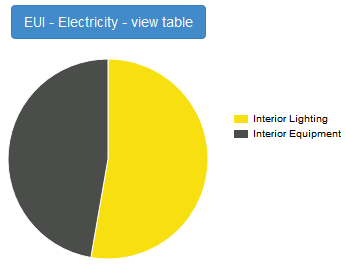 EUI - Electricity - view table
Interior Lighting
Interior Equipment